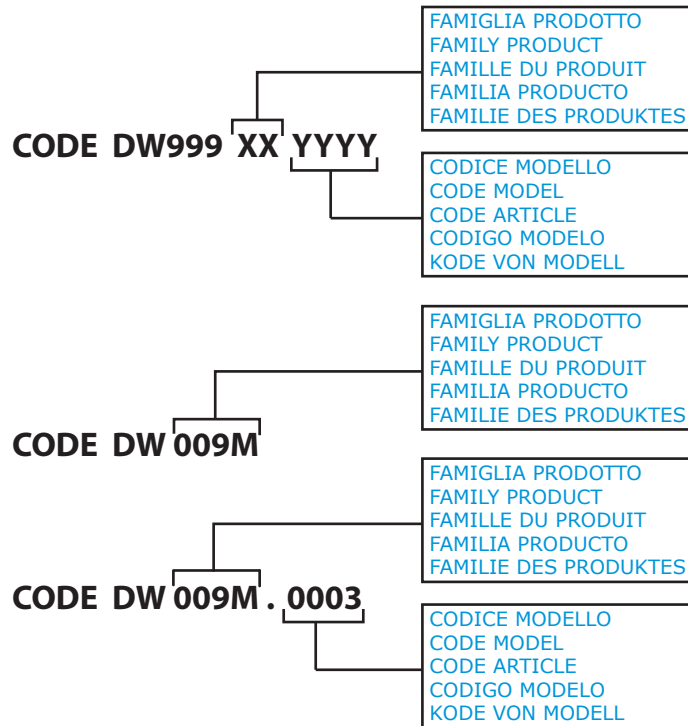 FAMIGLIA PRODOTTO
FAMILY PRODUCT
FAMILLE DU PRODUIT
FAMILIA PRODUCTO
FAMILIE DES PRODUKTES
CODE DW999 XX YYYY
CODICE MODELLO
CODE MODEL
CODE ARTICLE
CODIGO MODELO
KODE VON MODELL
FAMIGLIA PRODOTTO
FAMILY PRODUCT
FAMILLE DU PRODUIT
FAMILIA PRODUCTO
FAMILIE DES PRODUKTES
CODE DW 009M
FAMIGLIA PRODOTTO
FAMILY PRODUCT
FAMILLE DU PRODUIT
FAMILIA PRODUCTO
FAMILIE DES PRODUKTES
CODE DW 009M . 0003
CODICE MODELLO
CODE MODEL
CODE ARTICLE
CODIGO MODELO
KODE VON MODELL